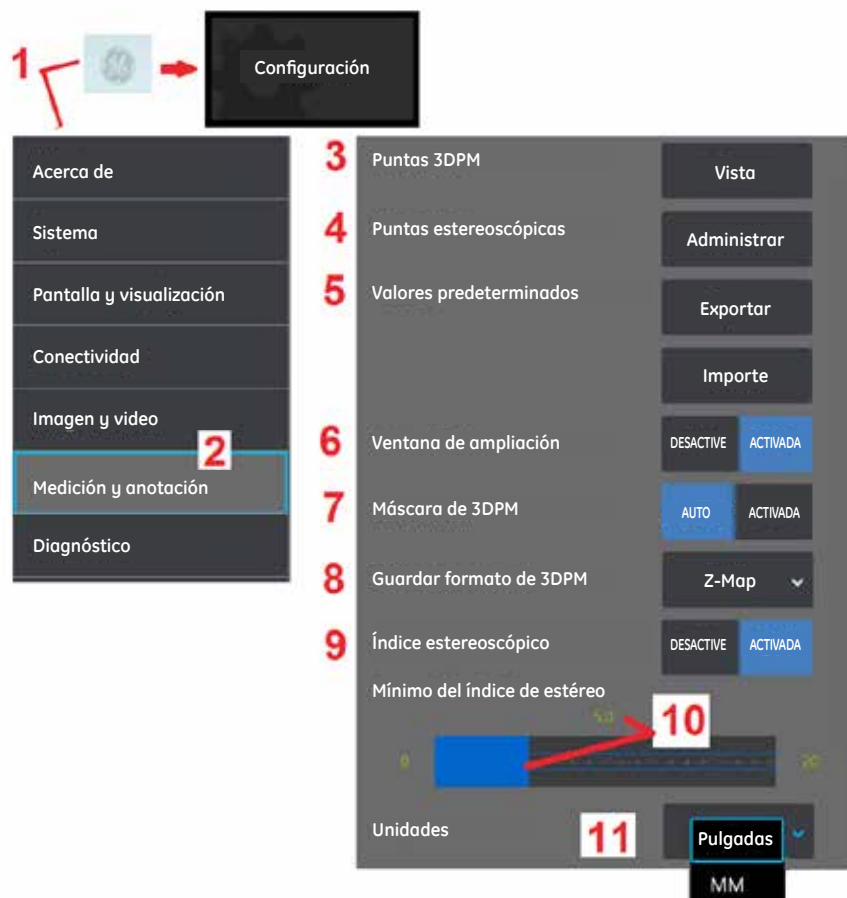 1
Configuración
Acerca de
Sistema
Pantalla y visualización
Conectividad
Imagen y video
2
Medición y anotación
Diagnóstico
3 Puntas 3DPM Vista
4 Puntas estereoscópicas Administrar
5 Valores predeterminados Exportar
Importe
6 Ventana de ampliación DESACTIVE ACTIVADA
7 Máscara de 3DPM AUTO ACTIVADA
8 Guardar formato de 3DPM Z-Map
9 Índice estereoscópico DESACTIVE ACTIVADA
Mínimo del índice de estéreo
5.0 10
0 20
Unidades 11 Pulgadas
MM